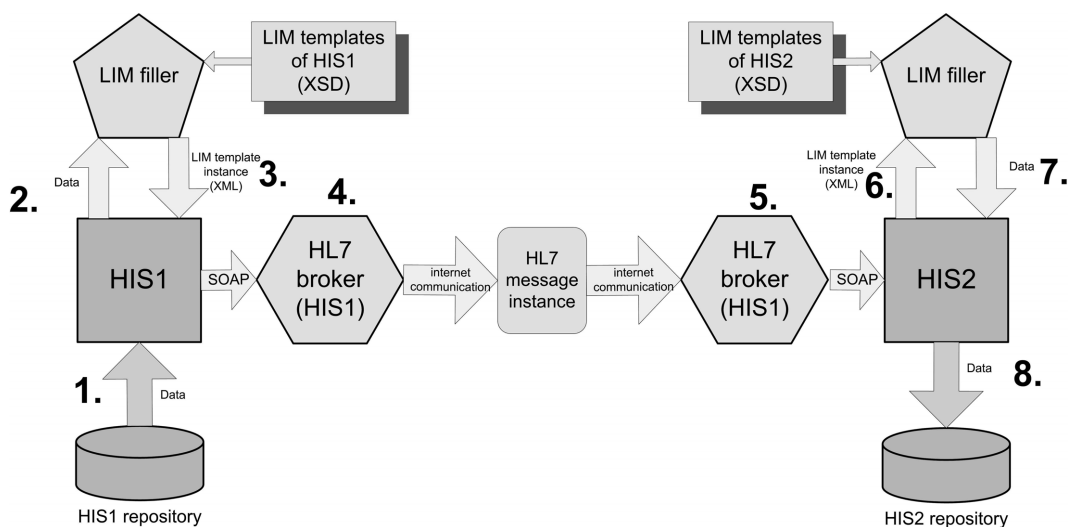 LIM filler
LIM templates
of HIS1
(XSD)
LIM templates
of HIS2
(XSD)
LIM filler
2.
Data
LIM template
instance
(XML)
3.
4.
5.
LIM template
instance
(XML)
6.
Data
7.
HIS1
SOAP
HL7
broker
(HIS1)
internet
communication
HL7
message
instance
internet
communication
HL7
broker
(HIS1)
SOAP
HIS2
1.
Data
Data
8.
HIS1 repository
HIS2 repository